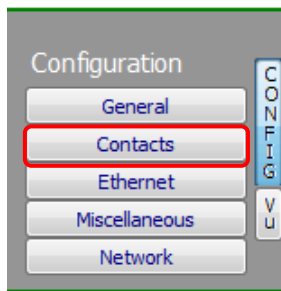 Configuration
General
Contacts
Ethernet
Miscellaneous
Network
CONFIG
Vu